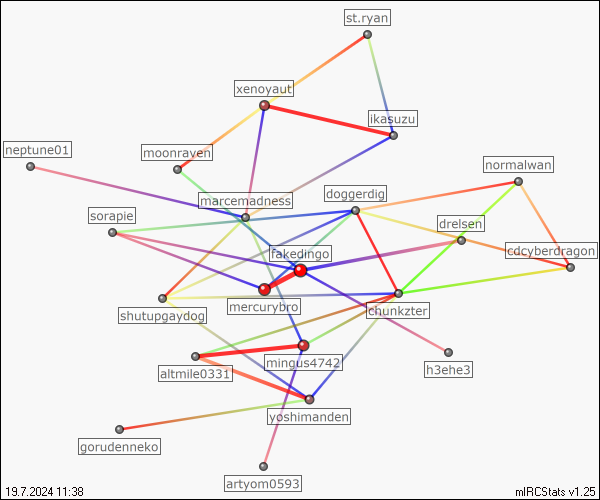 st.ryan
xenoyaut
ikasuzu
neptune01
moonraven
normalwan
marcemadness
doggerdig
sorapie
drelsen
fakedingo
cdcyberdragon
mercurybro
shutupgaydog
chunkzter
mingus4742
altmile0331
h3ehe3
yoshimanden
gorudenneko
artyom0593
19.7.2024 11:38
mIRCStats v1.25